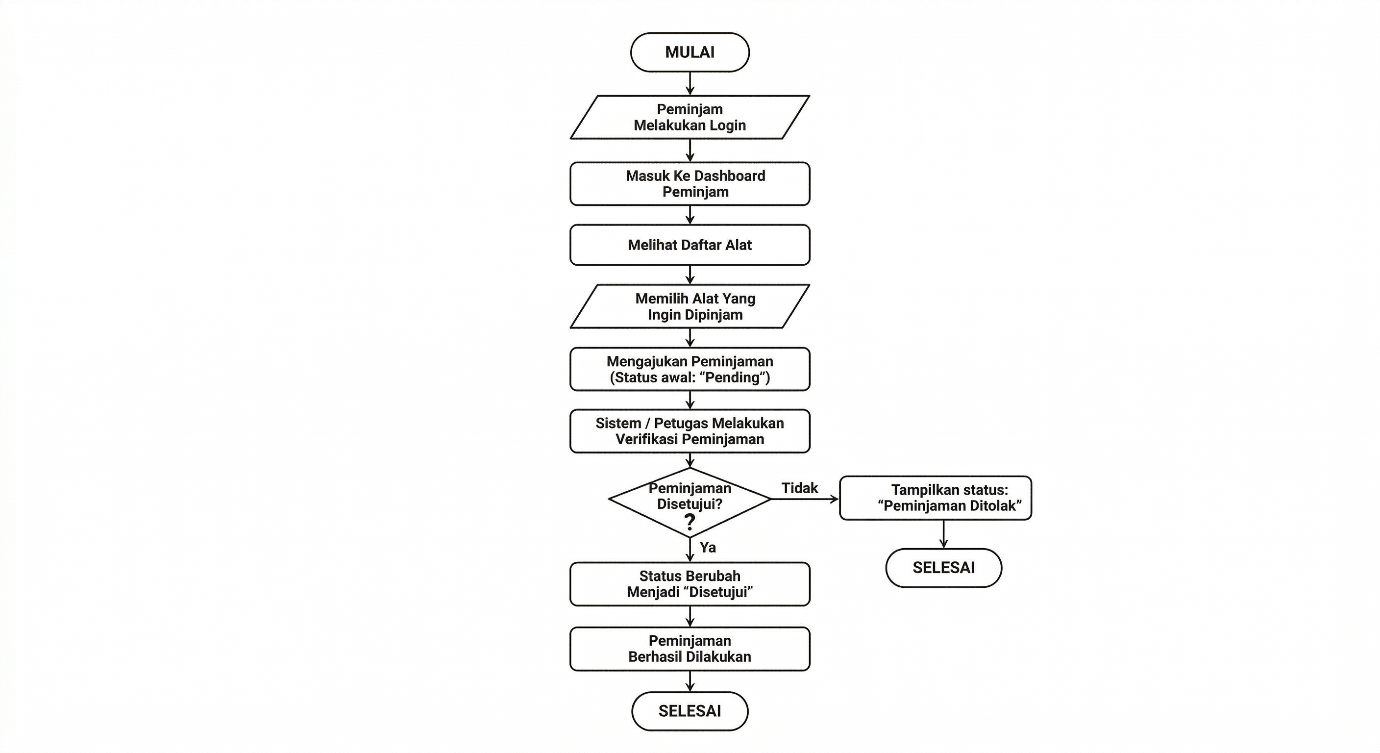 MULAI
Peminjam
Melakukan Login
Masuk Ke Dashboard
Peminjam
Melihat Daftar Alat
Memilih Alat Yang
Ingin Dipinjam
Mengajukan Peminjaman
(Status awal: “Pending“)
Sistem / Petugas Melakukan
Verifikasi Peminjaman
Peminjaman
Disetujui?
?
Tidak
Tampilkan status:
“Peminjaman Ditolak”
SELESAI
Ya
Status Berubah
Menjadi “Disetujui”
Peminjaman
Berhasil Dilakukan
SELESAI